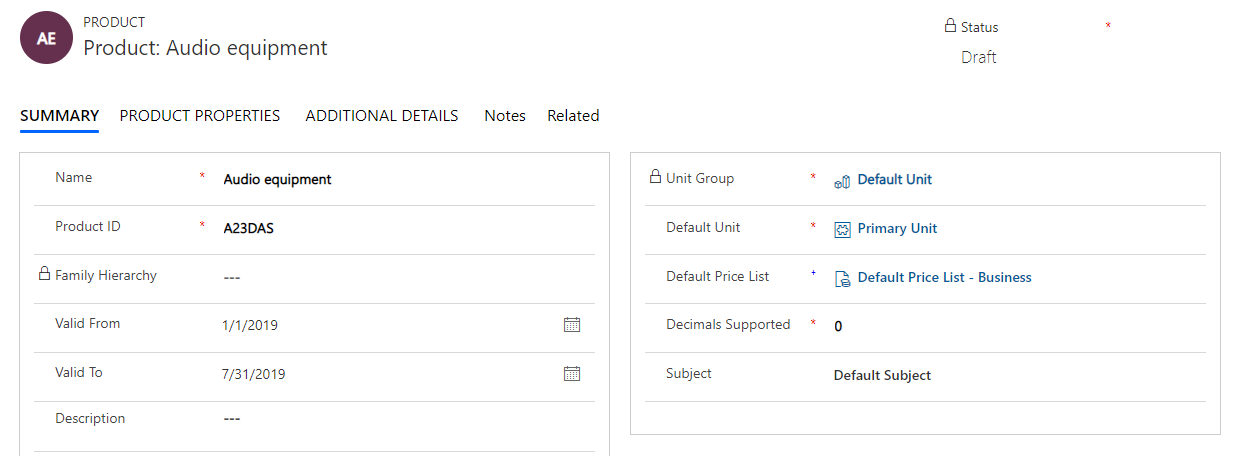 AE
PRODUCT
Product: Audio equipment
Status *
Draft
SUMMARY PRODUCT PROPERTIES ADDITIONAL DETAILS Notes Related
Name * Audio equipment
Product ID * A23DAS
Family Hierarchy ---
Valid From 1/1/2019
Valid To 7/31/2019
Description ---
Unit Group * Default Unit
Default Unit * Primary Unit
Default Price List + Default Price List - Business
Decimals Supported * 0
Subject Default Subject